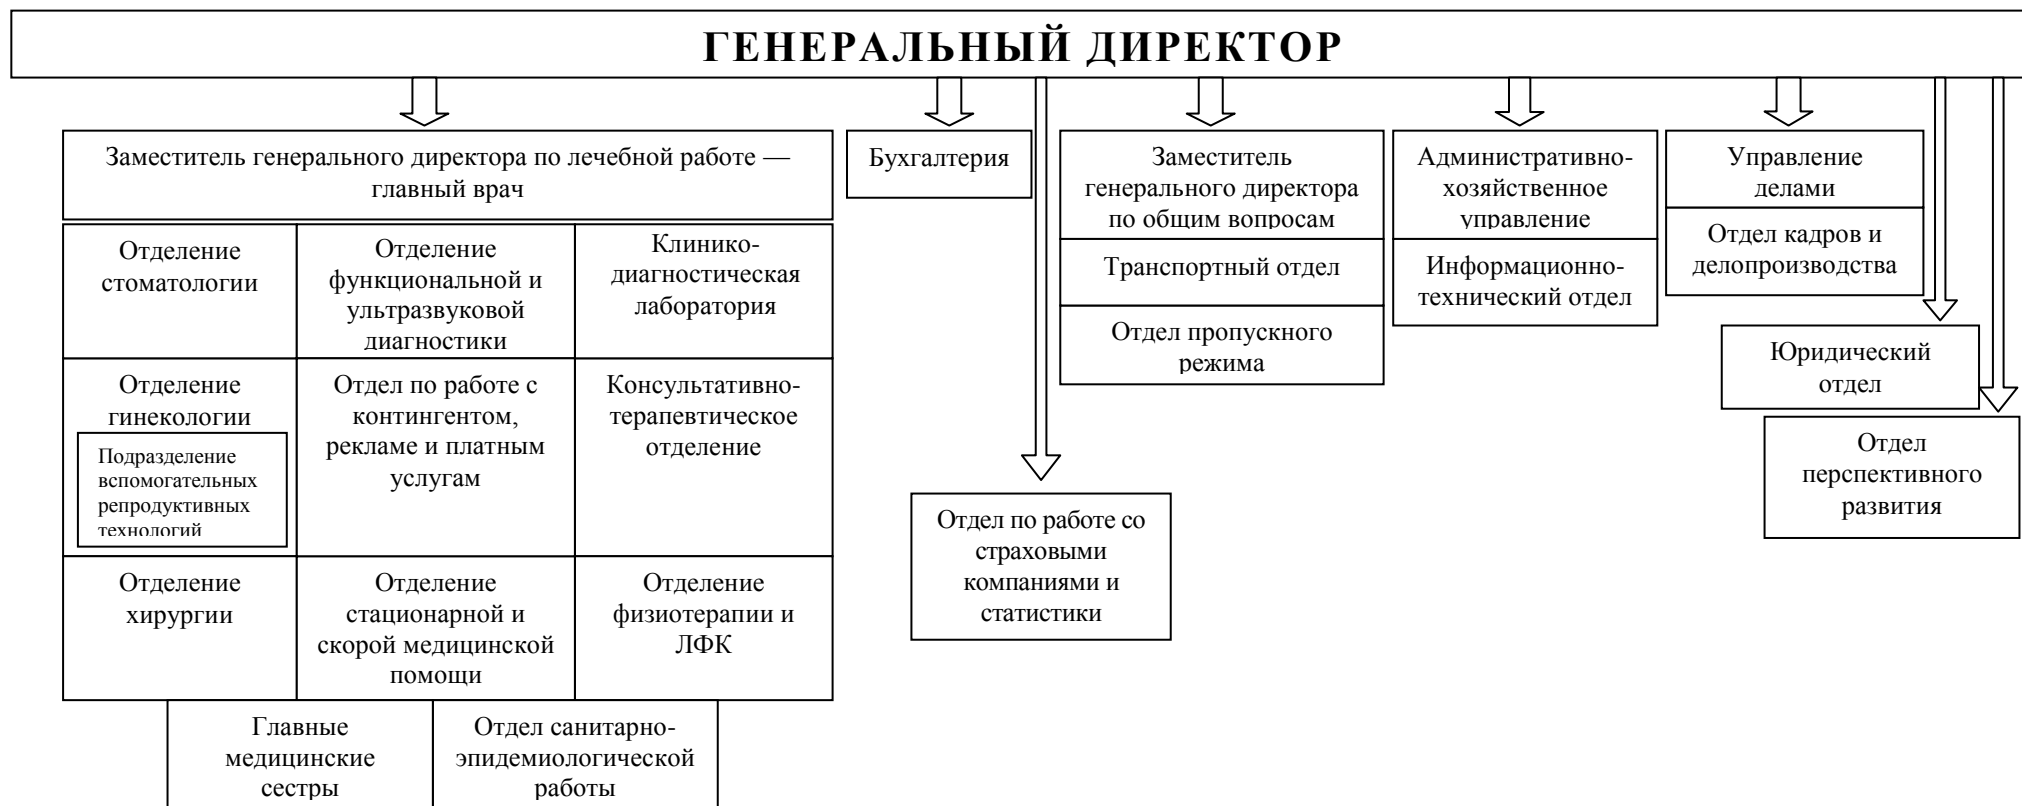 ГЕНЕРАЛЬНЫЙ ДИРЕКТОР
Заместитель генерального директора по лечебной работе —
главный врач
Бухгалтерия
Заместитель
генерального директора
по общим вопросам
Административно-
хозяйственное
управление
Управление
делами
Отделение
стоматологии
Отделение
функциональной и
ультразвуковой
диагностики
Клинико-
диагностическая
лаборатория
Транспортный отдел
Информационно-
технический отдел
Отдел кадров и
делопроизводства
Отдел пропускного
режима
Юридический
отдел
Отделение
гинекологии
Подразделение
вспомогательных
репродуктивных
технологий
Отдел по работе с
контингентом,
рекламе и платным
услугам
Консультативно-
терапевтическое
отделение
Отдел
перспективного
развития
Отдел по работе со
страховыми
компаниями и
статистики
Отделение
хирургии
Отделение
стационарной и
скорой медицинской
помощи
Отделение
физиотерапии и
ЛФК
Главные
медицинские
сестры
Отдел санитарно-
эпидемиологической
работы